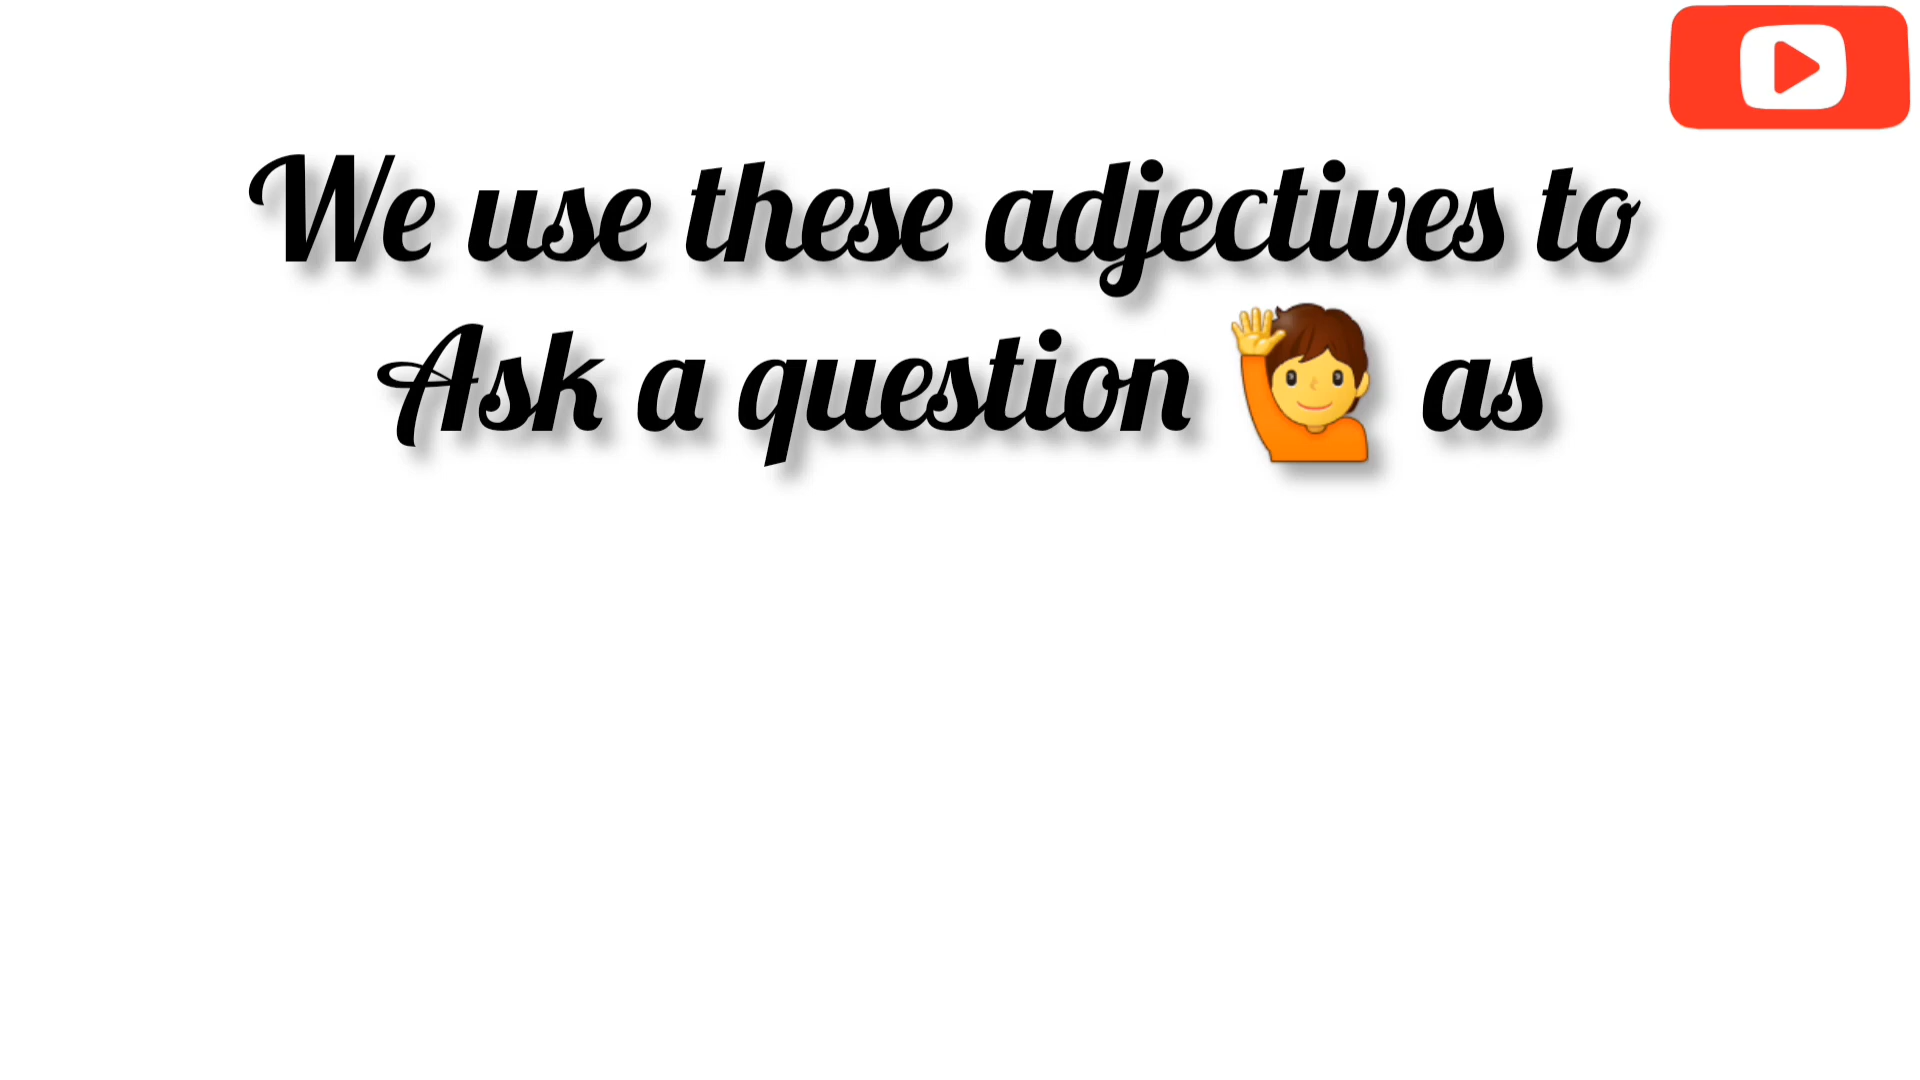 We use these adjectives to
Ask a question 🙋 as